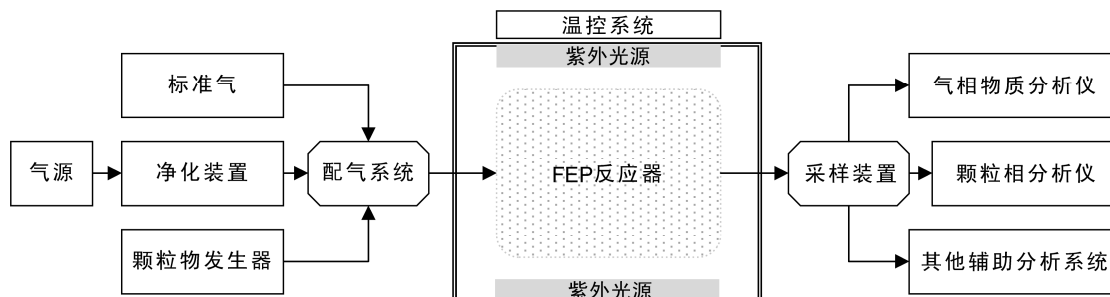 温控系统
紫外光源
标准气
气相物质分析仪
气源
净化装置
配气系统
FEP反应器
采样装置
颗粒相分析仪
颗粒物发生器
其他辅助分析系统
紫外光源